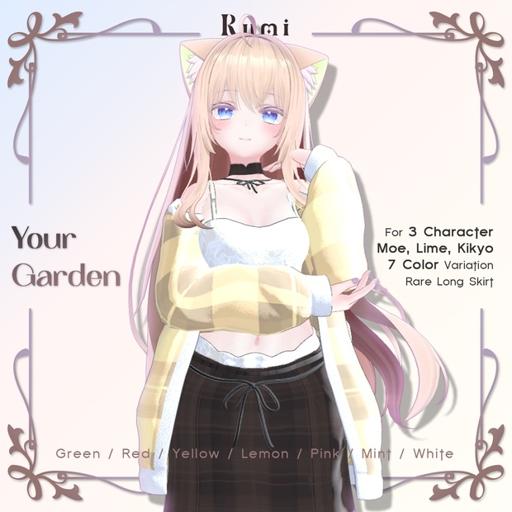 Rumi
Your
Garden
For 3 Character
Moe, Lime, Kikyo
7 Color Variation
Rare Long Skirt
Green / Red / Yellow / Lemon / Pink / Mint / White